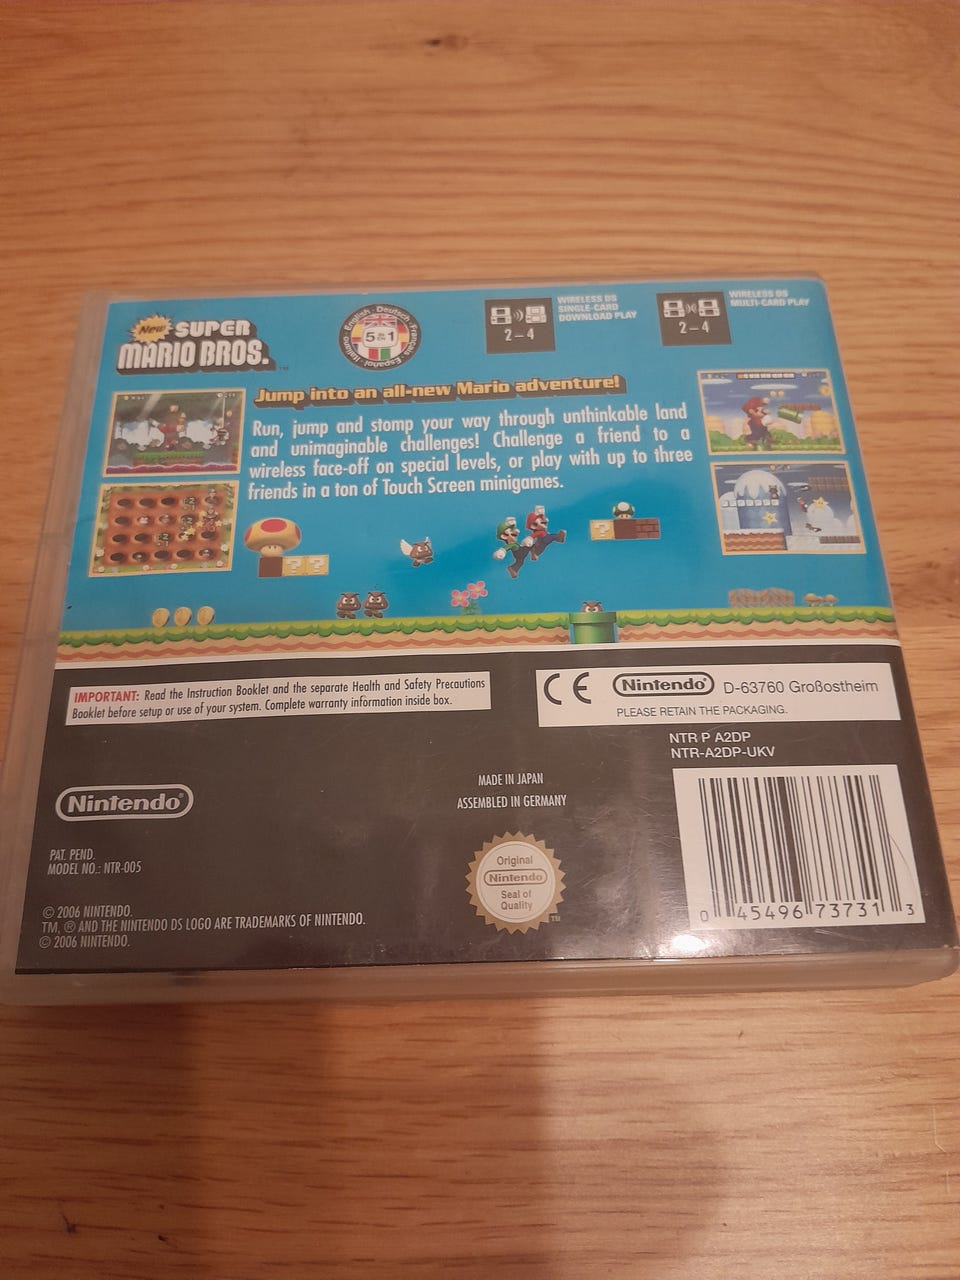 New SUPER
MARIO BROS.™
English · Deutsch · Français · Español · Italiano
5 in 1
2 – 4
WIRELESS DS
SINGLE-CARD
DOWNLOAD PLAY
2 – 4
WIRELESS DS
MULTI-CARD PLAY
Jump into an all-new Mario adventure!
Run, jump and stomp your way through unthinkable land
and unimaginable challenges! Challenge a friend to a
wireless face-off on special levels, or play with up to three
friends in a ton of Touch Screen minigames.
? ?
?
IMPORTANT: Read the Instruction Booklet and the separate Health and Safety Precautions
Booklet before setup or use of your system. Complete warranty information inside box.
CE Nintendo® D-63760 Großostheim
PLEASE RETAIN THE PACKAGING.
NTR P A2DP
NTR-A2DP-UKV
MADE IN JAPAN
ASSEMBLED IN GERMANY
Nintendo®
PAT. PEND.
MODEL NO.: NTR-005
Original
Nintendo
Seal of
Quality
TM
© 2006 NINTENDO.
TM, ® AND THE NINTENDO DS LOGO ARE TRADEMARKS OF NINTENDO.
© 2006 NINTENDO.
0 45496 73731 3